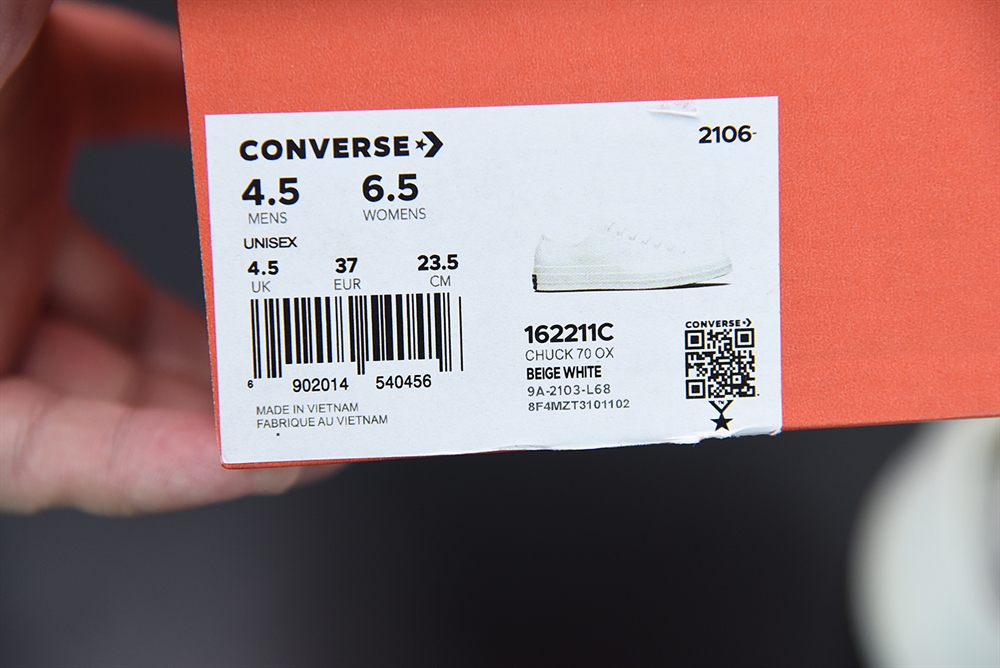 CONVERSE
2106-
4.5 6.5
MENS WOMENS
UNISEX
4.5 37 23.5
UK EUR CM
6 902014 540456
MADE IN VIETNAM
FABRIQUE AU VIETNAM
162211C
CHUCK 70 OX
BEIGE WHITE
9A-2103-L68
8F4MZT3101102
CONVERSE